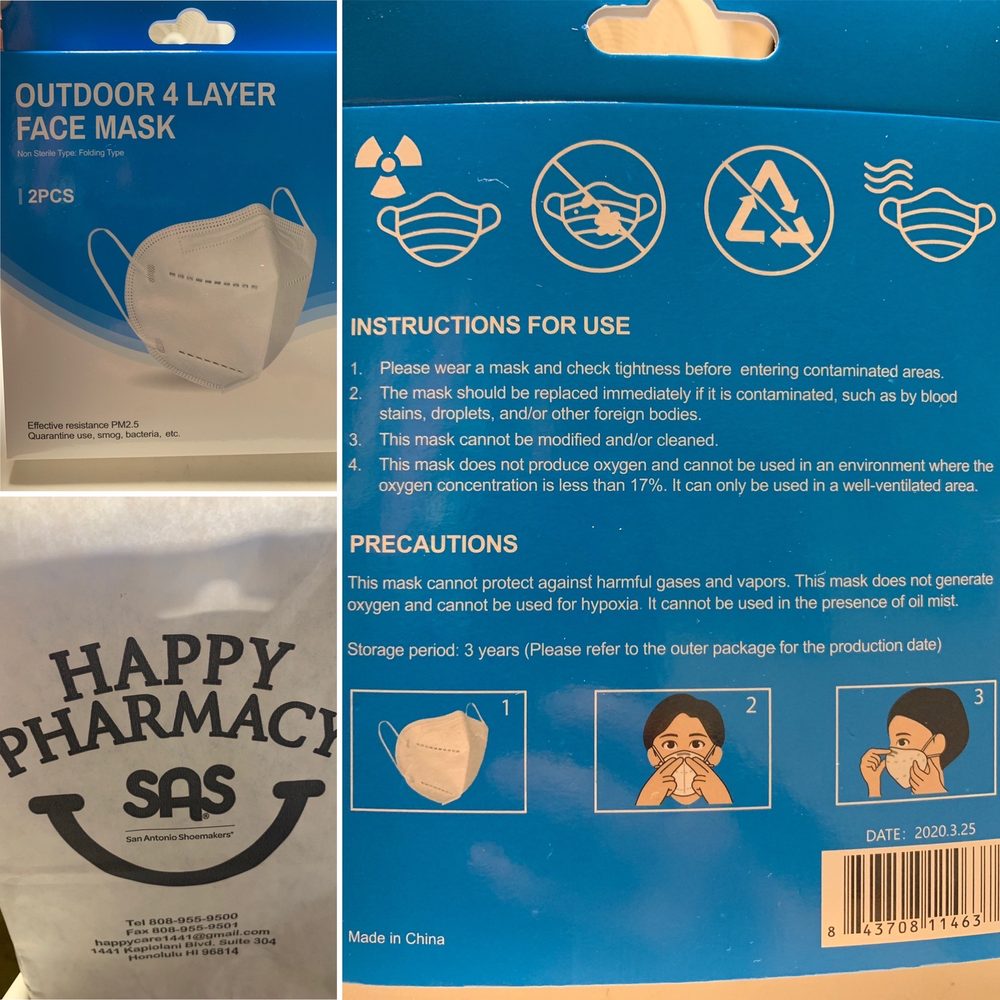 OUTDOOR 4 LAYER
FACE MASK
Non Sterile Type: Folding Type
2PCS
Effective resistance PM2.5
Quarantine use, smog, bacteria, etc.
HAPPY
PHARMACY
SAS®
San Antonio Shoemakers®
Tel 808-955-9500
Fax 808-955-9501
happycare1441@gmail.com
1441 Kapiolani Blvd. Suite 304
Honolulu HI 96814
INSTRUCTIONS FOR USE
1. Please wear a mask and check tightness before entering contaminated areas.
2. The mask should be replaced immediately if it is contaminated, such as by blood
stains, droplets, and/or other foreign bodies.
3. This mask cannot be modified and/or cleaned.
4. This mask does not produce oxygen and cannot be used in an environment where the
oxygen concentration is less than 17%. It can only be used in a well-ventilated area.
PRECAUTIONS
This mask cannot protect against harmful gases and vapors. This mask does not generate
oxygen and cannot be used for hypoxia. It cannot be used in the presence of oil mist.
Storage period: 3 years (Please refer to the outer package for the production date)
1
2
3
DATE: 2020.3.25
8 43708 11463
Made in China